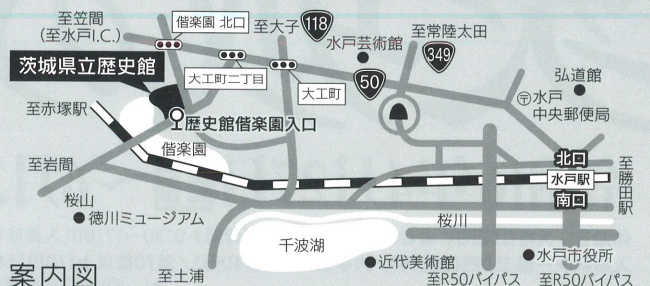 至笠間
(至水戸I.C.)
偕楽園 北口
至大子
118
水戸芸術館
至常陸太田
349
茨城県立歴史館
大工町二丁目
大工町
50
弘道館
〒水戸
中央郵便局
至赤塚駅
歴史館偕楽園入口
偕楽園
至岩間
北口
水戸駅
南口
至勝田駅
桜山
徳川ミュージアム
桜川
千波湖
近代美術館
水戸市役所
案内図
至土浦
至R50バイパス
至R50バイパス